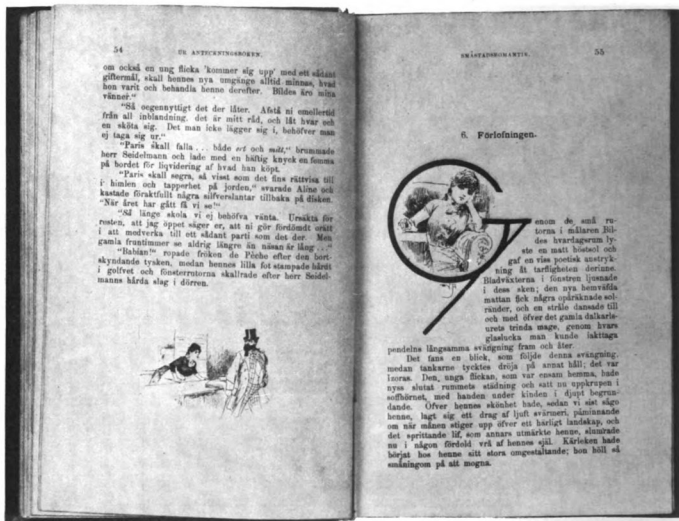 54
UR ANTECKNINGSBOKEN.
om också en ung flicka 'kommer sig upp' med ett sådant
giftermål, skall hennes nya umgänge alltid minnas, hvad
hon varit och behandla henne derefter. Bildes äro mina
vänner."
"Så oegennyttigt det der låter. Afstå ni emellertid
från all inblandning, det är mitt råd, och låt hvar och
en sköta sig. Det man icke lägger sig i, behöfver man
ej taga sig ur."
"Paris skall falla . . . både ert och mitt," brummade
herr Seidelmann och lade med en häftig knyck en femma
på bordet för liqvidering af hvad han köpt.
"Paris skall segra, så visst som det fins rättvisa till
i himlen och tapperhet på jorden," svarade Aline och
kastade föraktfullt några silfverslantar tillbaka på disken.
"När året har gått få vi se!"
"Så länge skola vi ej behöfva vänta. Ursäkta för
resten, att jag öppet säger er, att ni gör fördömdt orätt
i att medverka till ett sådant parti som det der. Men
gamla fruntimmer se aldrig längre än näsan är lång . . ."
"Babian!" ropade fröken de Pêche efter den bort-
skyndande tysken, medan hennes lilla fot stampade hårdt
i golfvet och fönsterrutorna skallrade efter herr Seidel-
manns hårda slag i dörren.
SMÅSTADSROMANTIK.
55
6. Förlofningen.
G
enom de små ru-
torna i målaren Bil-
des hvardagsrum ly-
ste en matt höstsol och
gaf en viss poetisk anstryk-
ning åt tarfligheten derinne.
Bladväxterna i fönstren ljusnade
i dess sken; den nya hemväfda
mattan fick några opåräknade sol-
ränder, och en stråle dansade till
och med öfver det gamla dalkarls-
urets trinda mage, genom hvars
glaslucka man kunde iakttaga
pendelns långsamma svängning fram och åter.
Det fans en blick, som följde denna svängning,
medan tankarne tycktes dröja på annat håll; det var
Isoras. Den unga flickan, som var ensam hemma, hade
nyss slutat rummets städning och satt nu uppkrupen i
soffhörnet, med handen under kinden i djupt begrun-
dande. Öfver hennes skönhet hade, sedan vi sist sågo
henne, lagt sig ett drag af ljuft svärmeri, påminnande
om när månen stiger upp öfver ett härligt landskap, och
det sprittande lif, som annars utmärkte henne, slumrade
nu i någon fördold vrå af hennes själ. Kärleken hade
börjat hos henne sitt stora omgestaltande; hon höll så
småningom på att mogna.